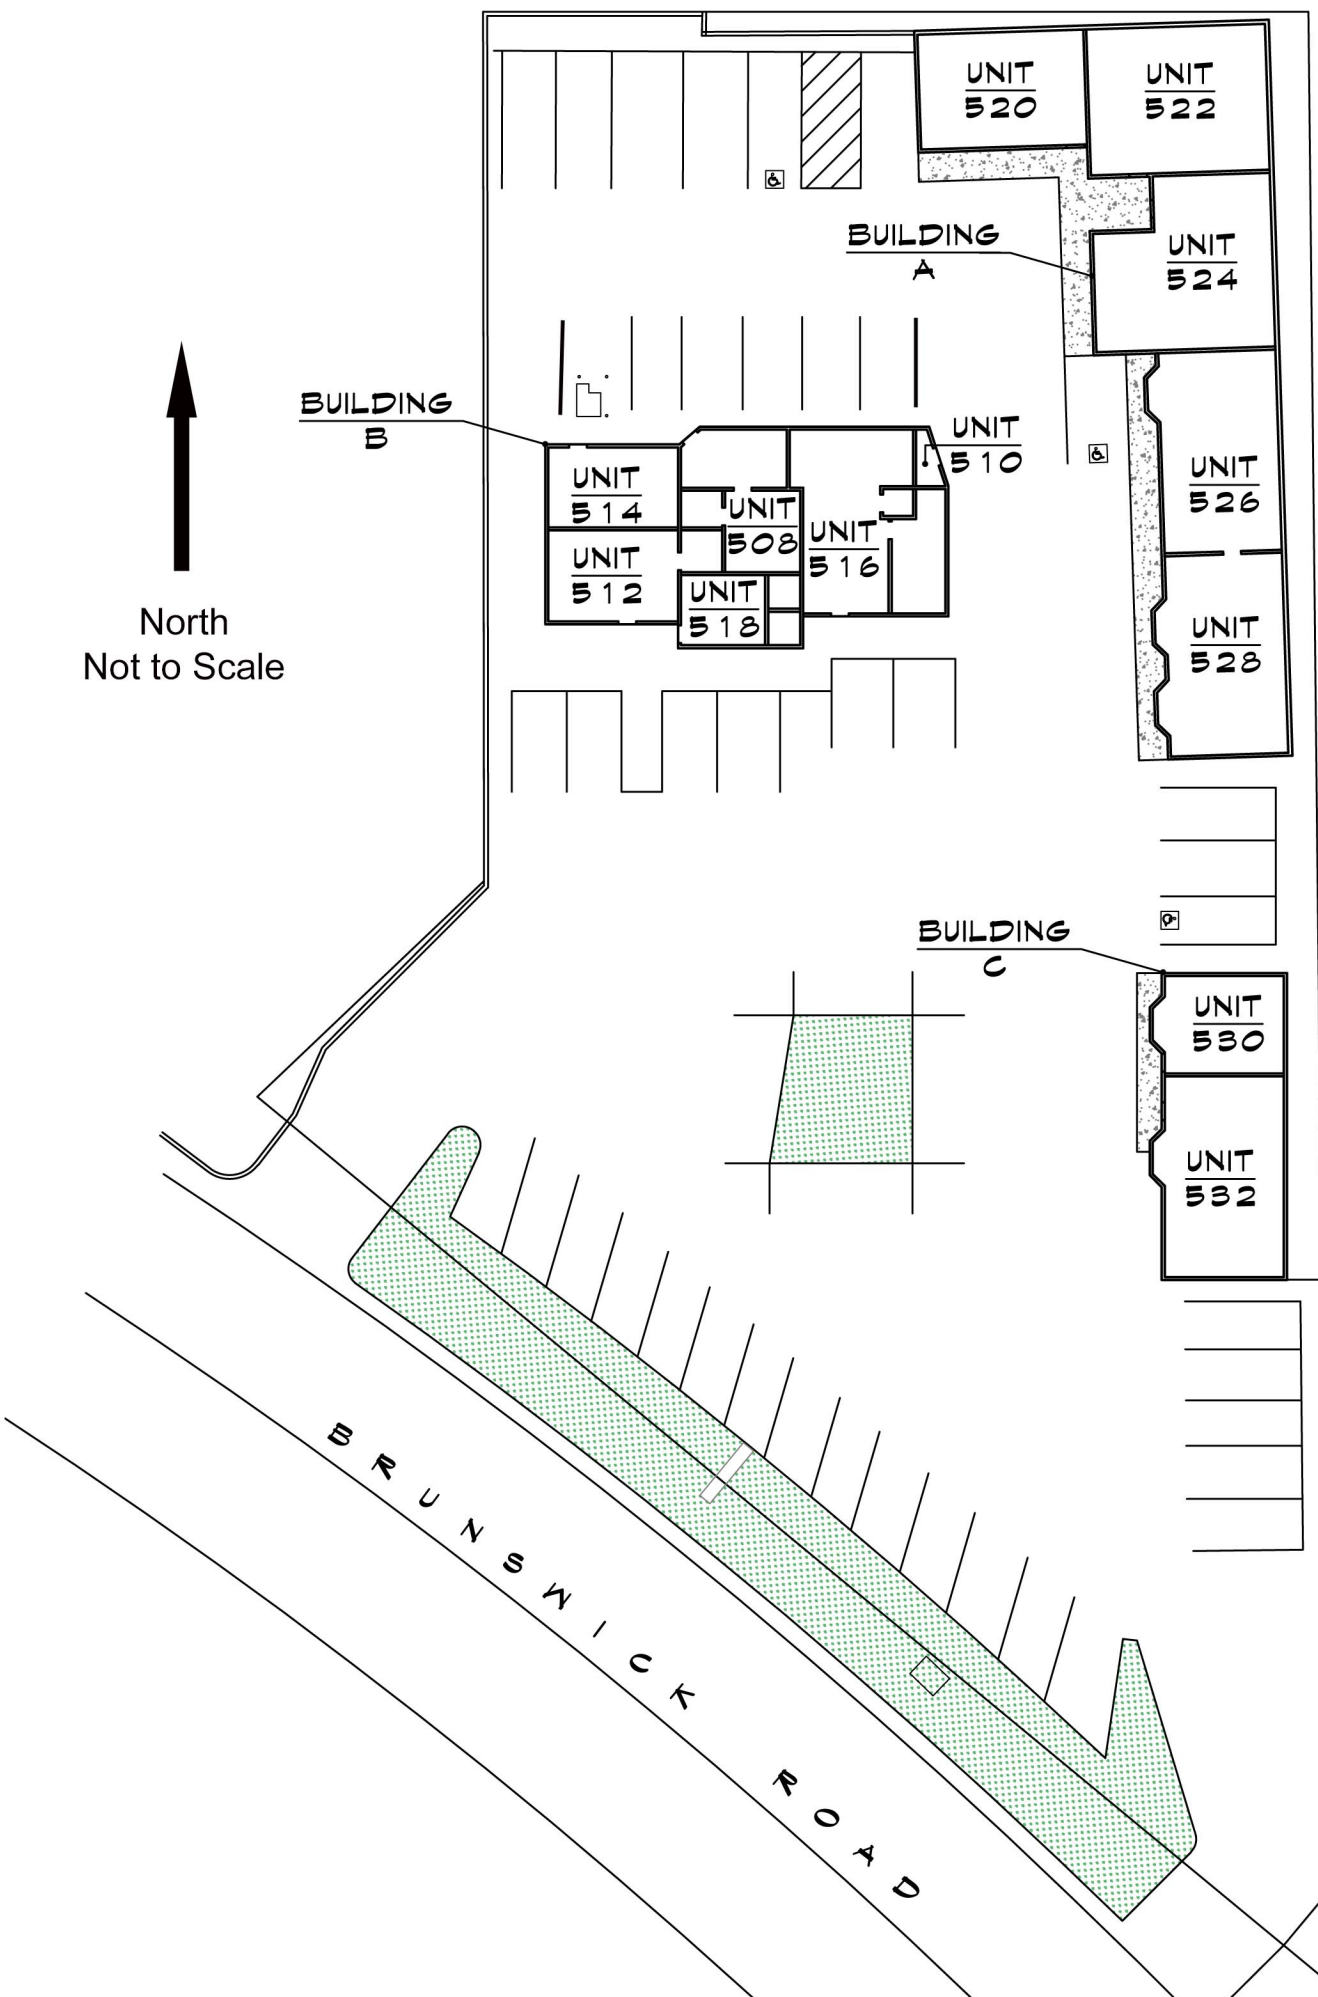 UNIT
520
UNIT
522
BUILDING
A
UNIT
524
BUILDING
B
UNIT
510
UNIT
514
UNIT
508
UNIT
526
UNIT
516
UNIT
512
UNIT
518
North
Not to Scale
UNIT
528
BUILDING
C
UNIT
530
UNIT
532
BRUNSWICK ROAD